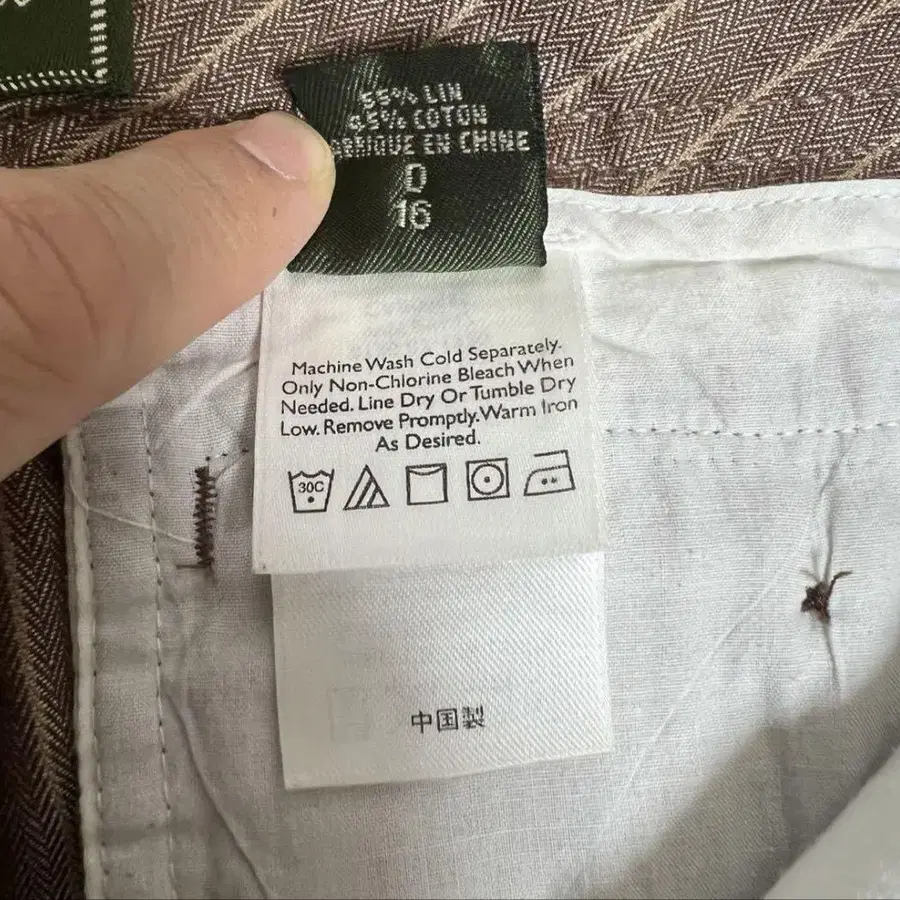 55% LIN
45% COTON
FABRIQUE EN CHINE
D
16
Machine Wash Cold Separately.
Only Non-Chlorine Bleach When
Needed. Line Dry Or Tumble Dry
Low. Remove Promptly. Warm Iron
As Desired.
30C
中国製